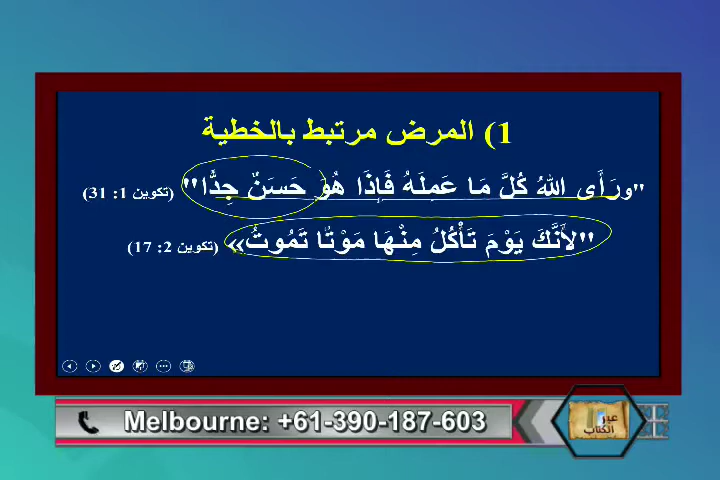 1) المرض مرتبط بالخطية
"ورَأَى اللهُ كُلَّ مَا عَمِلَهُ فَإِذَا هُوَ حَسَنٌ جِدًّا" (تكوين 1: 31)
"لأَنَّكَ يَوْمَ تَأْكُلُ مِنْهَا مَوْتًا تَمُوتُ» (تكوين 2: 17)
Melbourne: +61-390-187-603
عبر
الكتاب